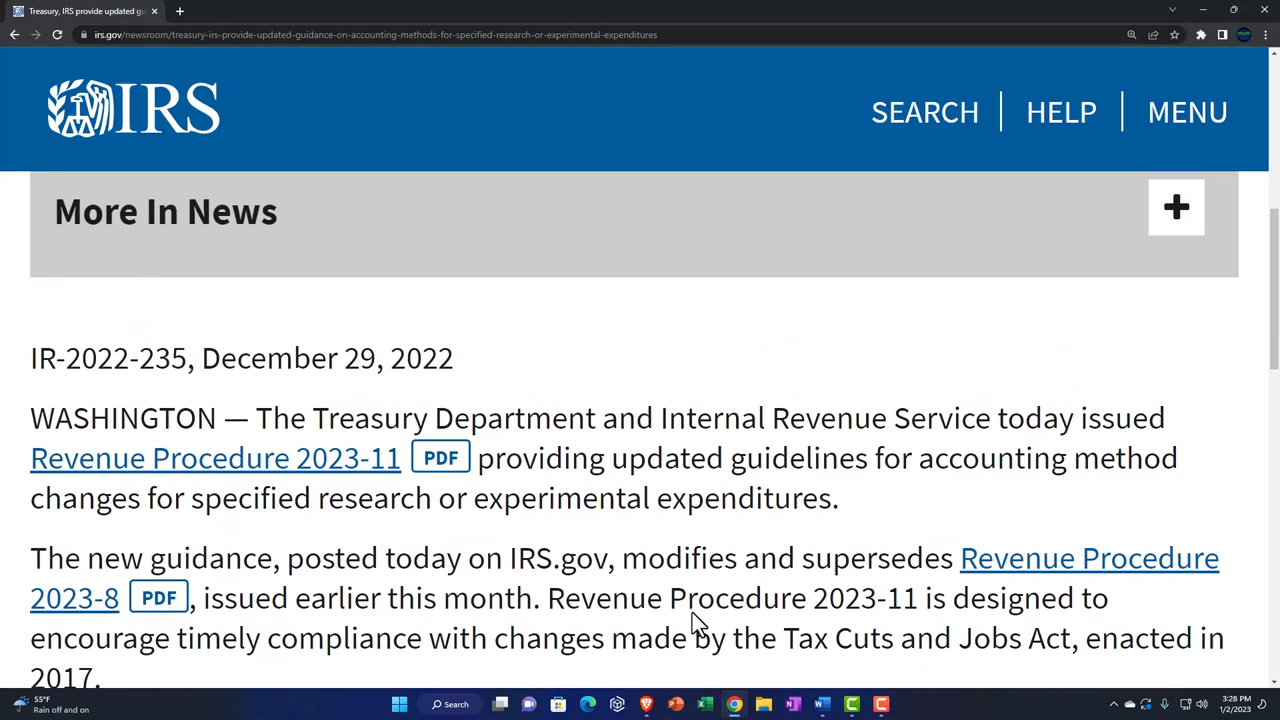 Treasury, IRS provide updated gu
irs.gov/newsroom/treasury-irs-provide-updated-guidance-on-accounting-methods-for-specified-research-or-experimental-expenditures
IRS
SEARCH
HELP
MENU
More In News
IR-2022-235, December 29, 2022
WASHINGTON — The Treasury Department and Internal Revenue Service today issued
Revenue Procedure 2023-11 PDF providing updated guidelines for accounting method
changes for specified research or experimental expenditures.
The new guidance, posted today on IRS.gov, modifies and supersedes Revenue Procedure
2023-8 PDF , issued earlier this month. Revenue Procedure 2023-11 is designed to
encourage timely compliance with changes made by the Tax Cuts and Jobs Act, enacted in
2017.
55°F
Rain off and on
Search
3:28 PM
1/2/2023